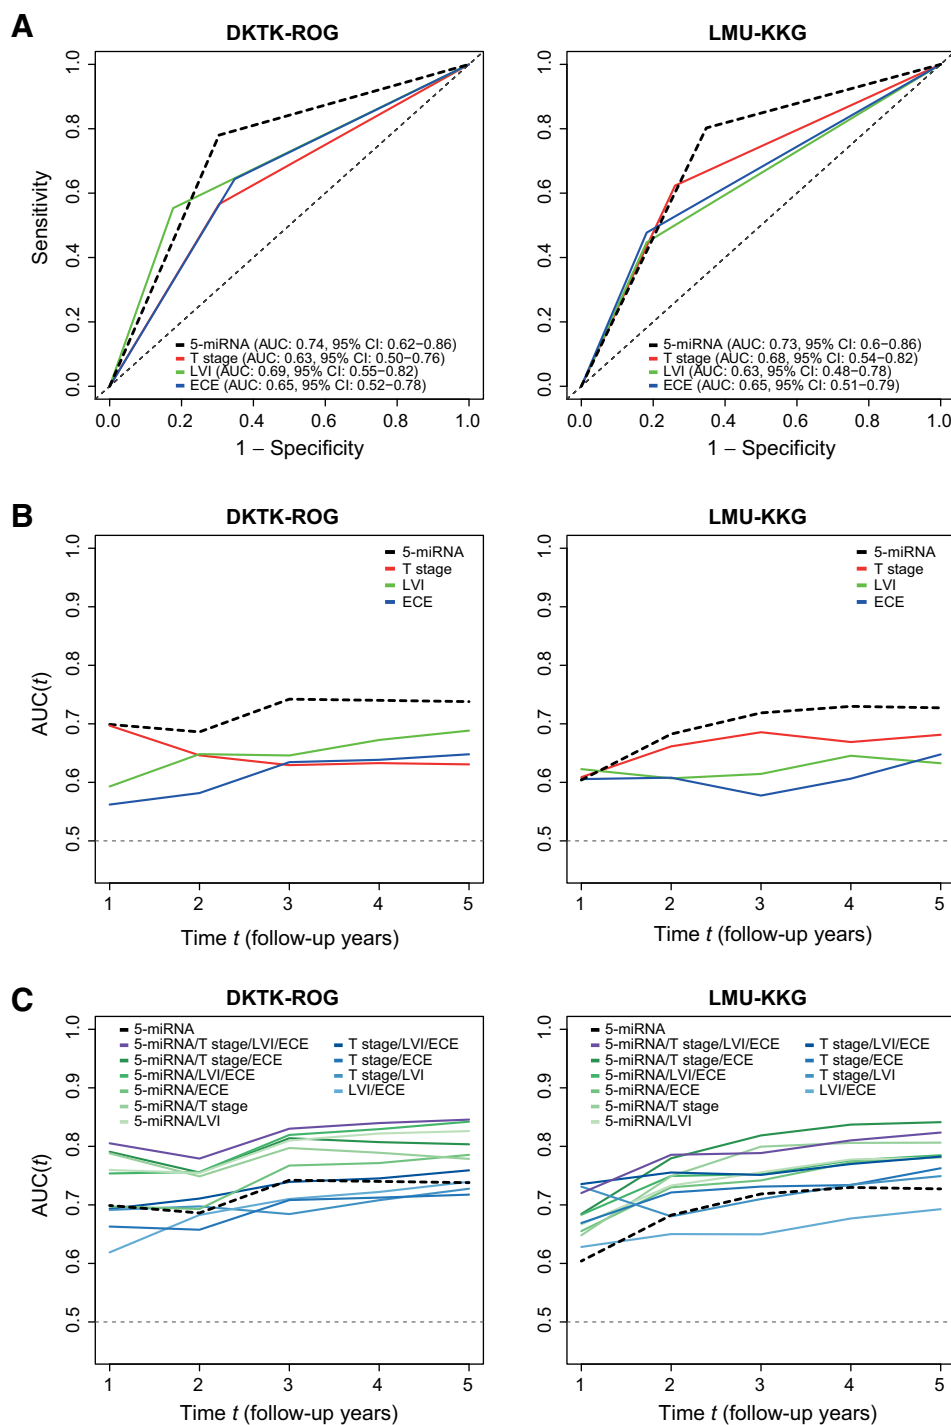 A
DKTK-ROG
LMU-KKG
Sensitivity
0.0 0.2 0.4 0.6 0.8 1.0
5-miRNA (AUC: 0.74, 95% CI: 0.62–0.86)
T stage (AUC: 0.63, 95% CI: 0.50–0.76)
LVI (AUC: 0.69, 95% CI: 0.55–0.82)
ECE (AUC: 0.65, 95% CI: 0.52–0.78)
0.0 0.2 0.4 0.6 0.8 1.0
1 – Specificity
0.0 0.2 0.4 0.6 0.8 1.0
5-miRNA (AUC: 0.73, 95% CI: 0.6–0.86)
T stage (AUC: 0.68, 95% CI: 0.54–0.82)
LVI (AUC: 0.63, 95% CI: 0.48–0.78)
ECE (AUC: 0.65, 95% CI: 0.51–0.79)
0.0 0.2 0.4 0.6 0.8 1.0
1 – Specificity
B
DKTK-ROG
LMU-KKG
AUC(t)
0.5 0.6 0.7 0.8 0.9 1.0
5-miRNA
T stage
LVI
ECE
1 2 3 4 5
Time t (follow-up years)
0.5 0.6 0.7 0.8 0.9 1.0
5-miRNA
T stage
LVI
ECE
1 2 3 4 5
Time t (follow-up years)
C
DKTK-ROG
LMU-KKG
AUC(t)
0.5 0.6 0.7 0.8 0.9 1.0
5-miRNA
5-miRNA/T stage/LVI/ECE
5-miRNA/T stage/ECE
5-miRNA/LVI/ECE
5-miRNA/ECE
5-miRNA/T stage
5-miRNA/LVI
T stage/LVI/ECE
T stage/ECE
T stage/LVI
LVI/ECE
1 2 3 4 5
Time t (follow-up years)
0.5 0.6 0.7 0.8 0.9 1.0
5-miRNA
5-miRNA/T stage/LVI/ECE
5-miRNA/T stage/ECE
5-miRNA/LVI/ECE
5-miRNA/ECE
5-miRNA/T stage
5-miRNA/LVI
T stage/LVI/ECE
T stage/ECE
T stage/LVI
LVI/ECE
1 2 3 4 5
Time t (follow-up years)